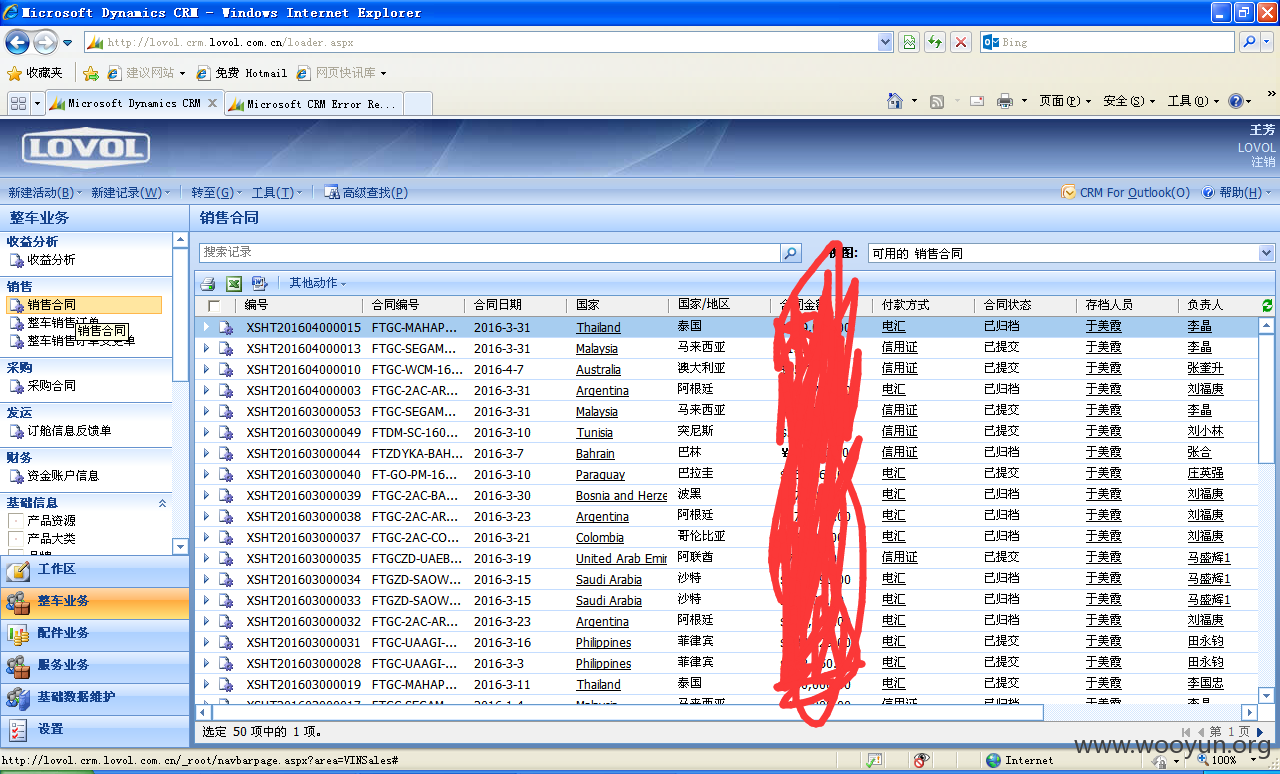 Microsoft Dynamics CRM - Windows Internet Explorer
http://lovol.crm.lovol.com.cn/loader.aspx
Bing
收藏夹 建议网站 免费 Hotmail 网页快讯库
Microsoft Dynamics CRM Microsoft CRM Error Re... 页面(P) 安全(S) 工具(O)
LOVOL
王芳
LOVOL
注销
新建活动(B) 新建记录(W) 转至(G) 工具(T) 高级查找(P) CRM For Outlook(O) 帮助(H)
整车业务
收益分析
收益分析
销售
销售合同
整车销售订单
销售合同
采购
采购合同
发运
订舱信息反馈单
财务
资金账户信息
基础信息
产品资源
产品大类
工作区
整车业务
配件业务
服务业务
基础数据维护
设置
销售合同
搜索记录 图: 可用的 销售合同
其他动作
编号 合同编号 合同日期 国家 国家/地区 付款方式 合同状态 存档人员 负责人
XSHT201604000015 FTGC-MAHAP... 2016-3-31 Thailand 泰国 电汇 已归档 于美霞 李晶
XSHT201604000013 FTGC-SEGAM... 2016-3-31 Malaysia 马来西亚 信用证 已提交 于美霞 李晶
XSHT201604000010 FTGC-WCM-16... 2016-4-7 Australia 澳大利亚 信用证 已提交 于美霞 张奎升
XSHT201604000003 FTGC-2AC-AR... 2016-3-31 Argentina 阿根廷 电汇 已归档 于美霞 刘福庚
XSHT201603000053 FTGC-SEGAM... 2016-3-31 Malaysia 马来西亚 信用证 已提交 于美霞 李晶
XSHT201603000049 FTDM-SC-160... 2016-3-10 Tunisia 突尼斯 信用证 已提交 于美霞 刘小林
XSHT201603000044 FTZDYKA-BAH... 2016-3-7 Bahrain 巴林 信用证 已提交 于美霞 张合
XSHT201603000040 FT-GO-PM-16... 2016-3-10 Paraguay 巴拉圭 电汇 已归档 于美霞 庄英强
XSHT201603000039 FTGC-2AC-BA... 2016-3-30 Bosnia and Herze 波黑 电汇 已归档 于美霞 刘福庚
XSHT201603000038 FTGC-2AC-AR... 2016-3-23 Argentina 阿根廷 电汇 已归档 于美霞 刘福庚
XSHT201603000037 FTGC-2AC-CO... 2016-3-21 Colombia 哥伦比亚 电汇 已归档 于美霞 刘福庚
XSHT201603000035 FTGCZD-UAEB... 2016-3-19 United Arab Emir 阿联酋 信用证 已归档 于美霞 马盛辉1
XSHT201603000034 FTGZD-SAOW... 2016-3-15 Saudi Arabia 沙特 电汇 已归档 于美霞 马盛辉1
XSHT201603000033 FTGZD-SAOW... 2016-3-15 Saudi Arabia 沙特 电汇 已归档 于美霞 马盛辉1
XSHT201603000032 FTGC-2AC-AR... 2016-3-23 Argentina 阿根廷 电汇 已归档 于美霞 刘福庚
XSHT201603000031 FTGC-UAAGI-... 2016-3-16 Philippines 菲律宾 电汇 已提交 于美霞 田永钧
XSHT201603000028 FTGC-UAAGI-... 2016-3-3 Philippines 菲律宾 电汇 已提交 于美霞 田永钧
XSHT201603000019 FTGC-MAHAP... 2016-3-11 Thailand 泰国 电汇 已归档 于美霞 李国忠
选定 50 项中的 1 项。 第 1 页
www.wooyun.org
http://lovol.crm.lovol.com.cn/_root/navbarpage.aspx?area=VINSales# Internet 100%